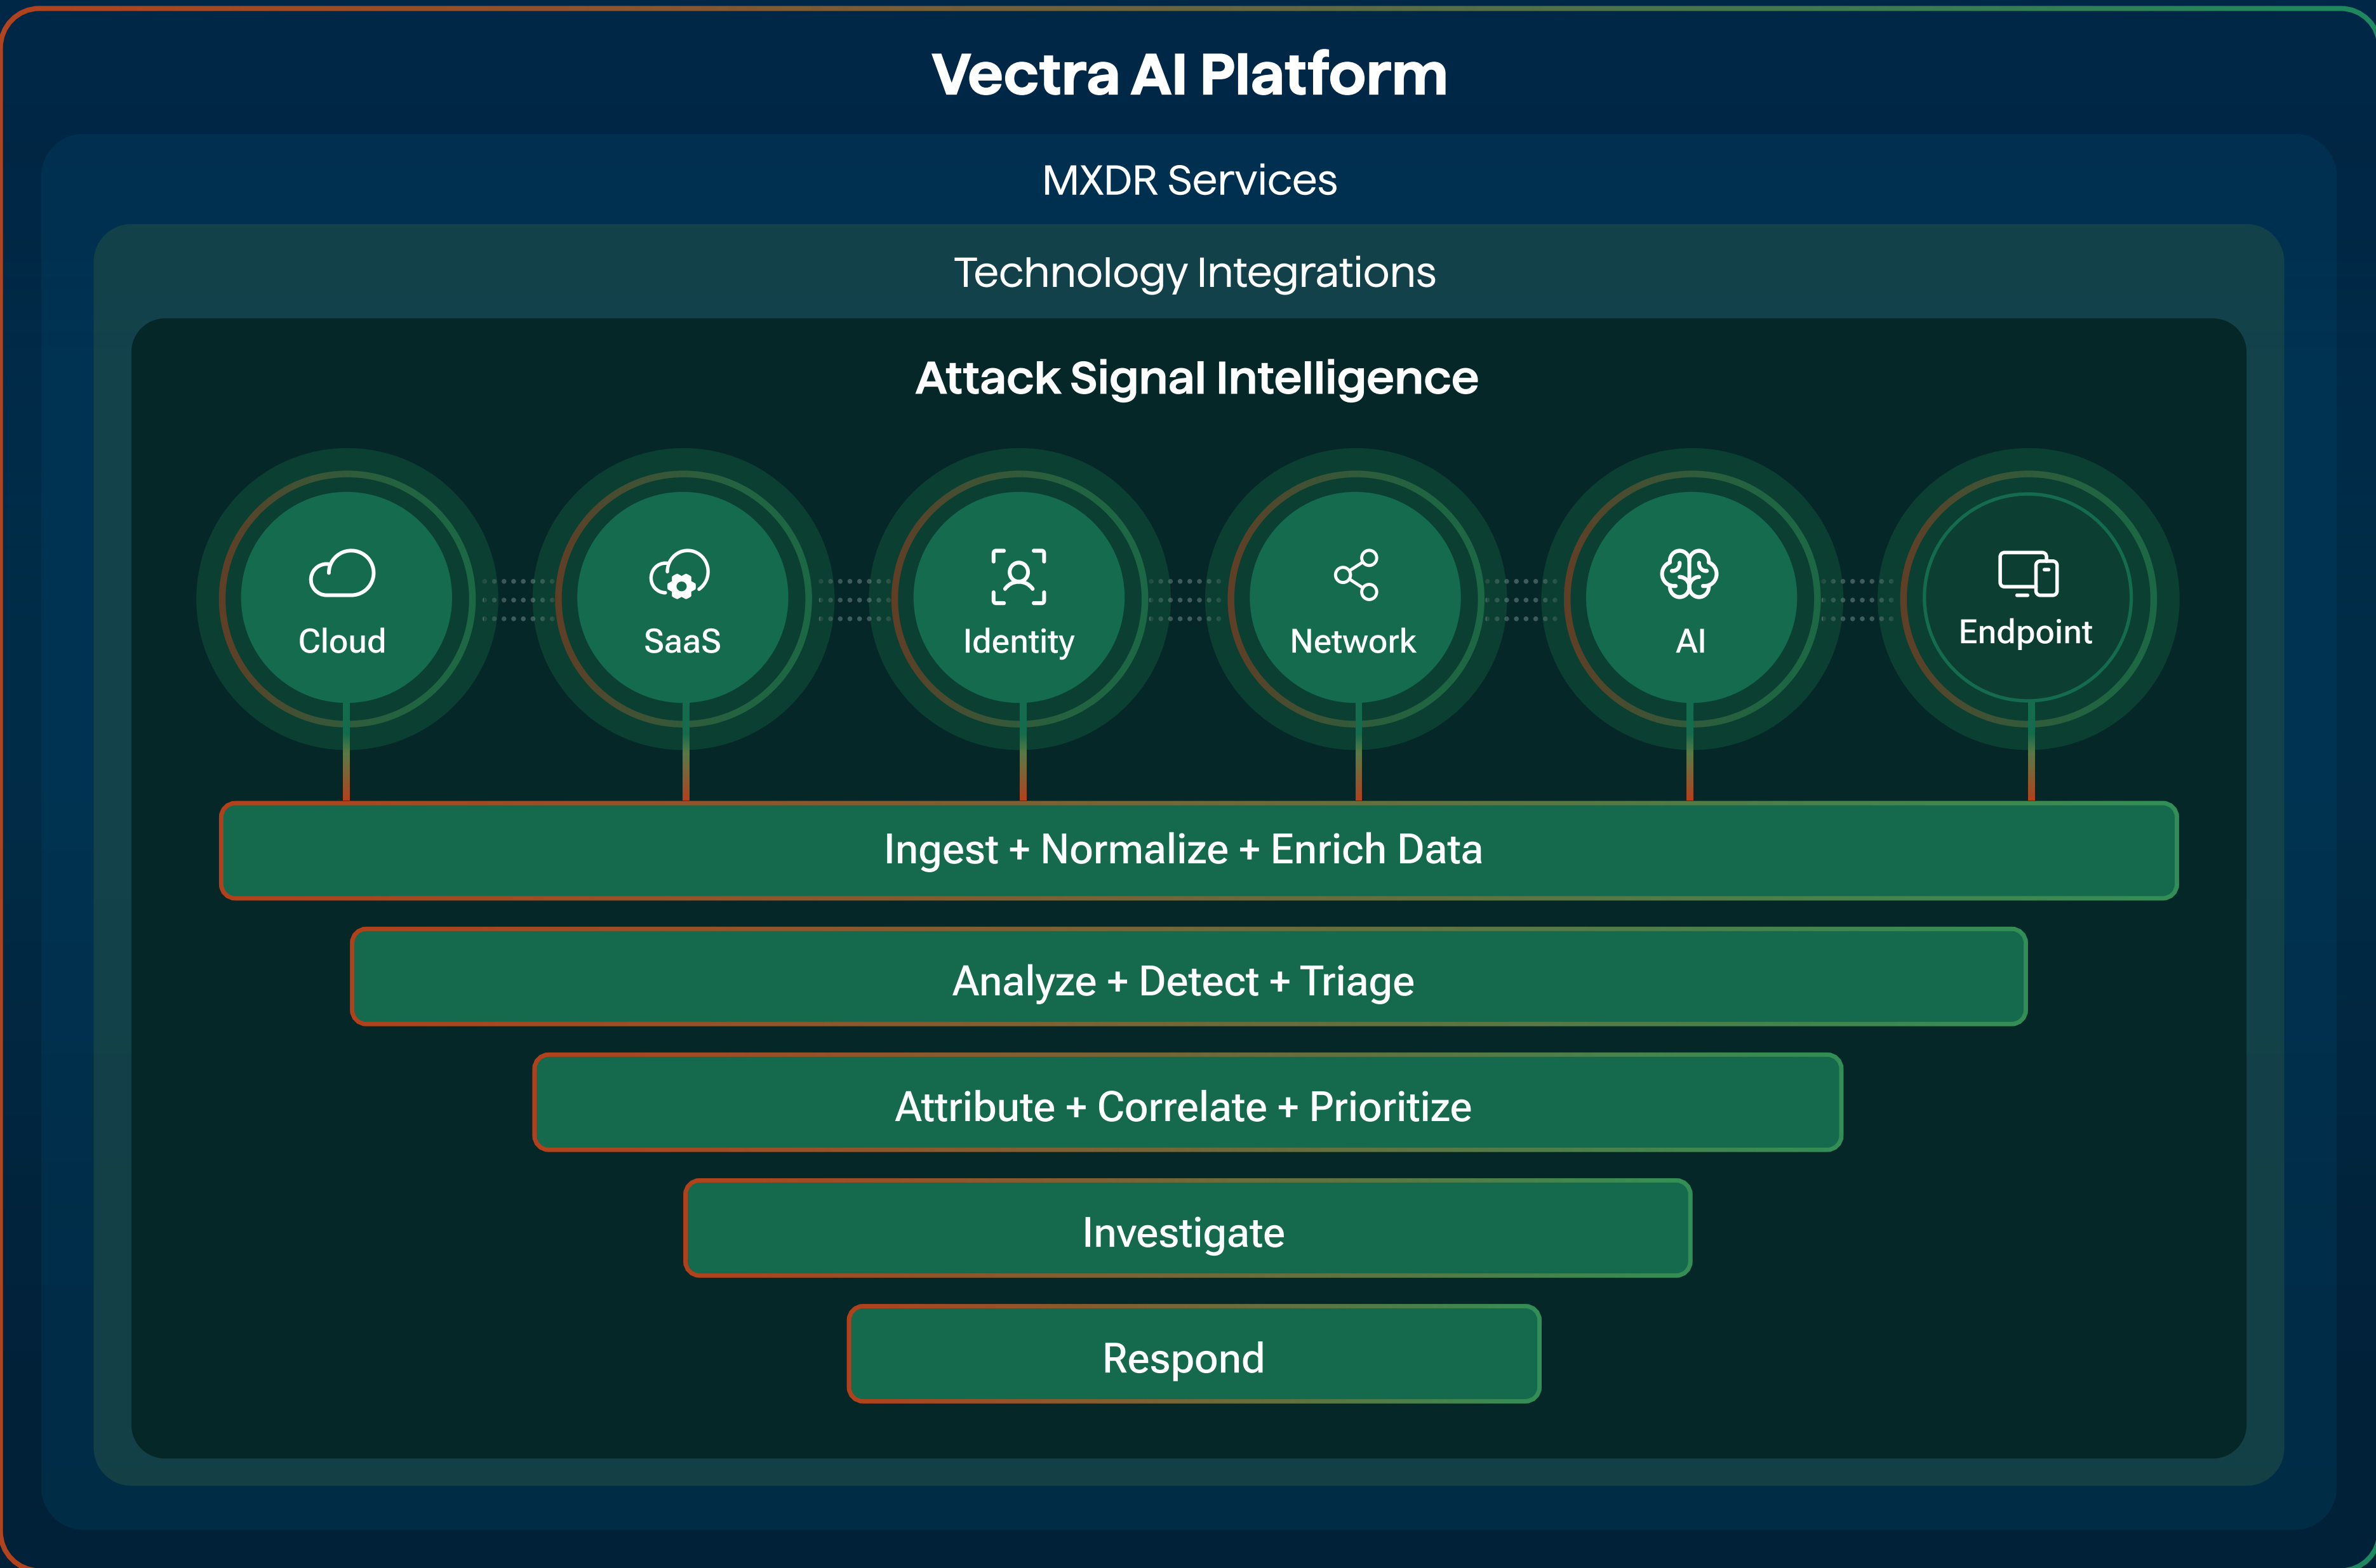 Vectra AI Platform
MXDR Services
Technology Integrations
Attack Signal Intelligence
Cloud
SaaS
Identity
Network
AI
Endpoint
Ingest + Normalize + Enrich Data
Analyze + Detect + Triage
Attribute + Correlate + Prioritize
Investigate
Respond